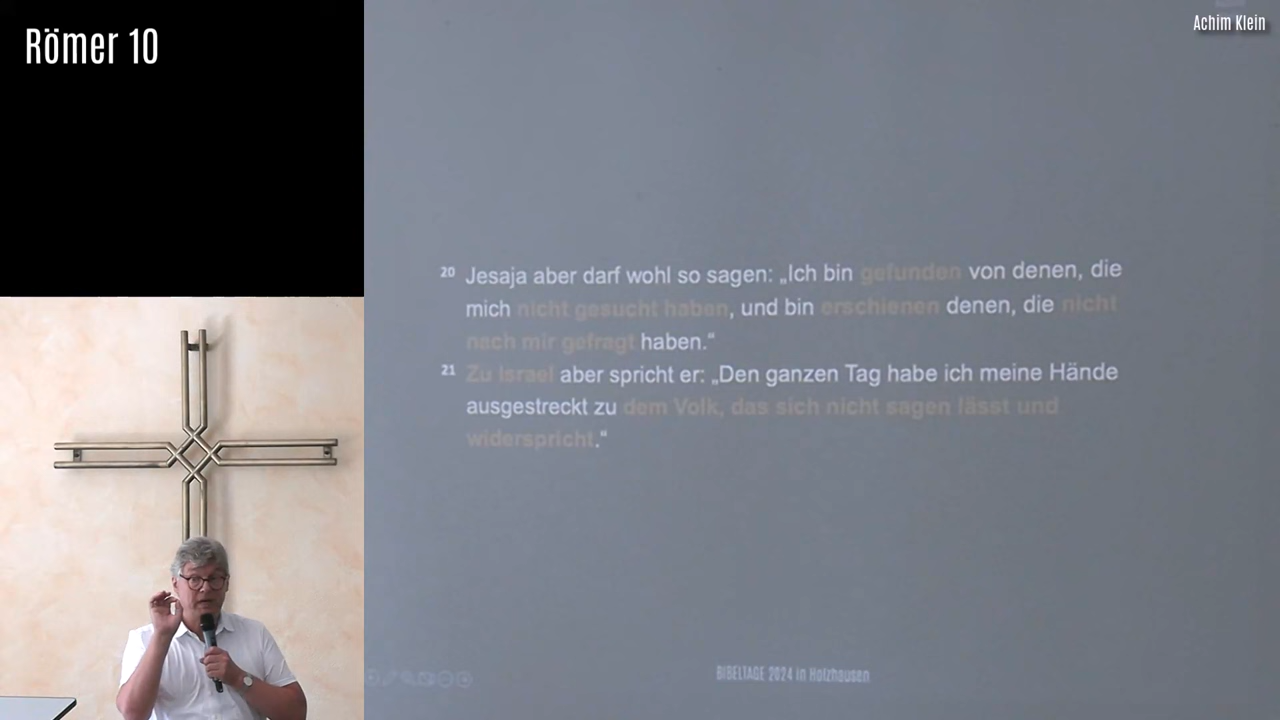 Römer 10
Achim Klein
20 Jesaja aber darf wohl so sagen: „Ich bin gefunden von denen, die
mich nicht gesucht haben, und bin erschienen denen, die nicht
nach mir gefragt haben.“
21 Zu Israel aber spricht er: „Den ganzen Tag habe ich meine Hände
ausgestreckt zu dem Volk, das sich nicht sagen lässt und
widerspricht.“
BIBELTAGE 2024 in Holzhausen